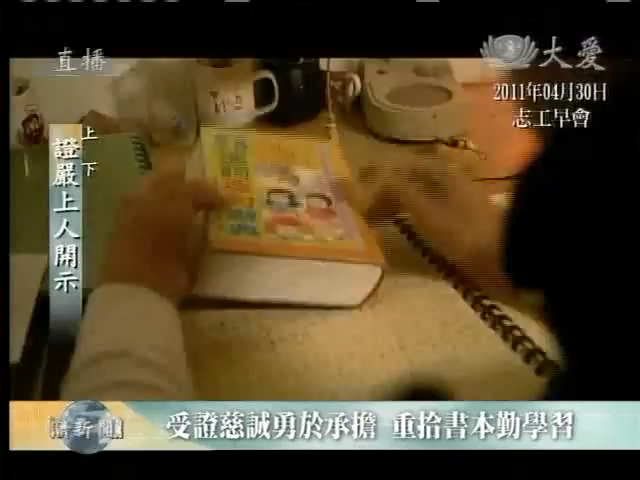 直播
大愛
2011年04月30日
志工早會
上下
證嚴上人開示
新聞
受證慈誠勇於承擔 重拾書本勤學習